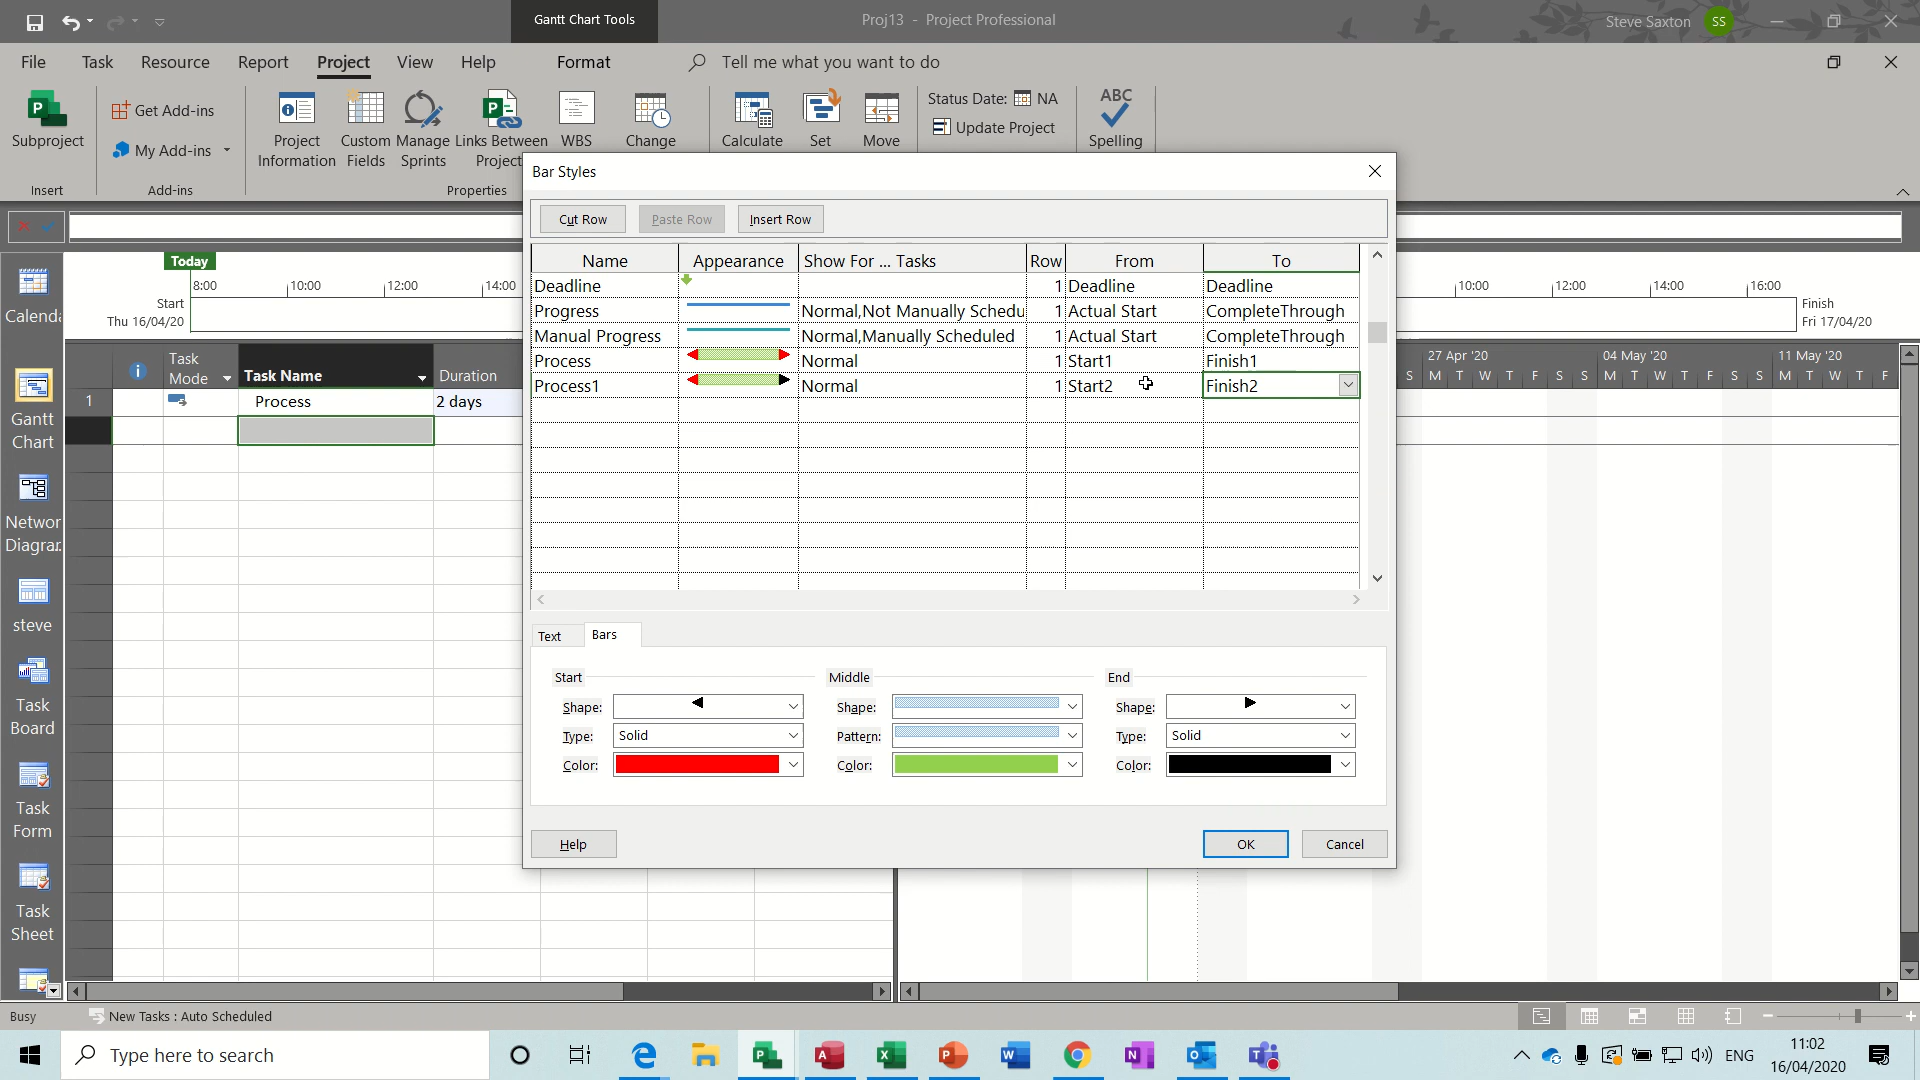 Gantt Chart Tools
Proj13 - Project Professional
Steve Saxton
SS
File
Task
Resource
Report
Project
View
Help
Format
Tell me what you want to do
Subproject
Get Add-ins
My Add-ins
Project
Information
Custom
Fields
Manage
Sprints
Links Between
Project
WBS
Change
Calculate
Set
Move
Status Date:
NA
Update Project
ABC
Spelling
Insert
Add-ins
Properties
Bar Styles
Cut Row
Paste Row
Insert Row
Name
Appearance
Show For ... Tasks
Row
From
To
Deadline
1
Deadline
Deadline
Progress
Normal,Not Manually Schedu
1
Actual Start
CompleteThrough
Manual Progress
Normal,Manually Scheduled
1
Actual Start
CompleteThrough
Process
Normal
1
Start1
Finish1
Process1
Normal
1
Start2
Finish2
Text
Bars
Start
Shape:
Type:
Solid
Color:
Middle
Shape:
Pattern:
Color:
End
Shape:
Type:
Solid
Color:
Help
OK
Cancel
Today
8:00
10:00
12:00
14:00
10:00
12:00
14:00
16:00
Start
Thu 16/04/20
Finish
Fri 17/04/20
Task
Mode
Task Name
Duration
1
Process
2 days
27 Apr '20
04 May '20
11 May '20
S M T W T F S S M T W T F S S M T W T F
Calenda
Gantt
Chart
Networ
Diagra
steve
Task
Board
Task
Form
Task
Sheet
Busy
New Tasks : Auto Scheduled
Type here to search
ENG
11:02
16/04/2020